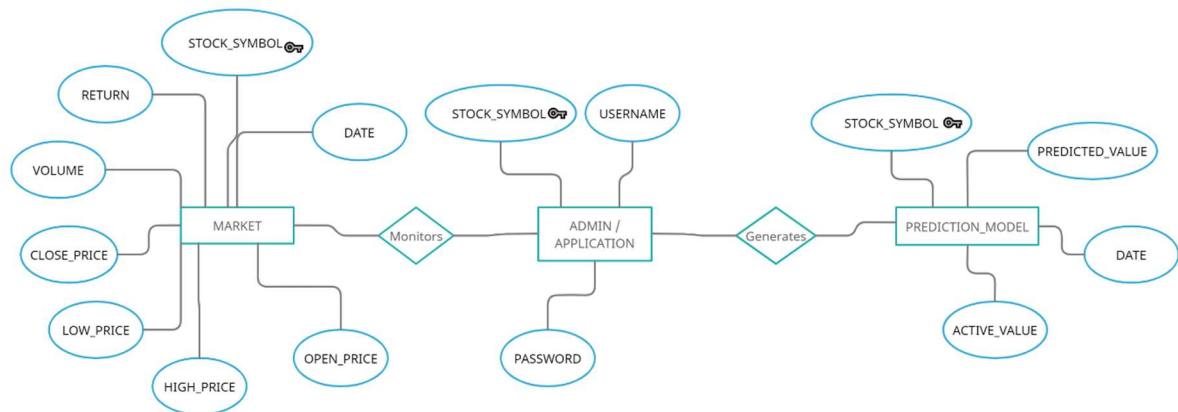 STOCK_SYMBOL
RETURN
DATE
VOLUME
CLOSE_PRICE
LOW_PRICE
HIGH_PRICE
OPEN_PRICE
MARKET
Monitors
STOCK_SYMBOL
USERNAME
ADMIN /
APPLICATION
PASSWORD
Generates
STOCK_SYMBOL
PREDICTED_VALUE
PREDICTION_MODEL
DATE
ACTIVE_VALUE